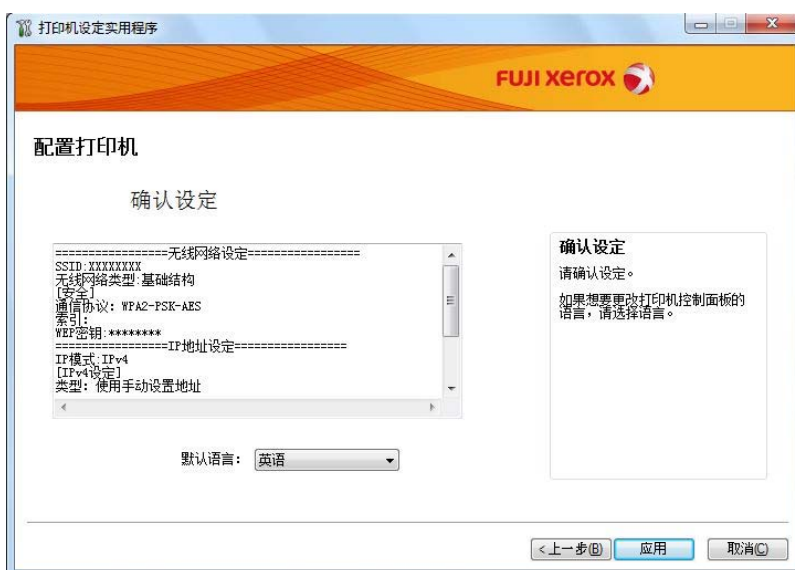 打印机设定实用程序
FUJI xerox
配置打印机
确认设定
=================无线网络设定=================
SSID:XXXXXXXX
无线网络类型:基础结构
[安全]
通信协议: WPA2-PSK-AES
索引:
WEP密钥:********
=================IP地址设定=================
IP模式:IPv4
[IPv4设定]
类型: 使用手动设置地址
默认语言: 英语
确认设定
请确认设定。
如果想要更改打印机控制面板的
语言，请选择语言。
<上一步(B) 应用 取消(C)